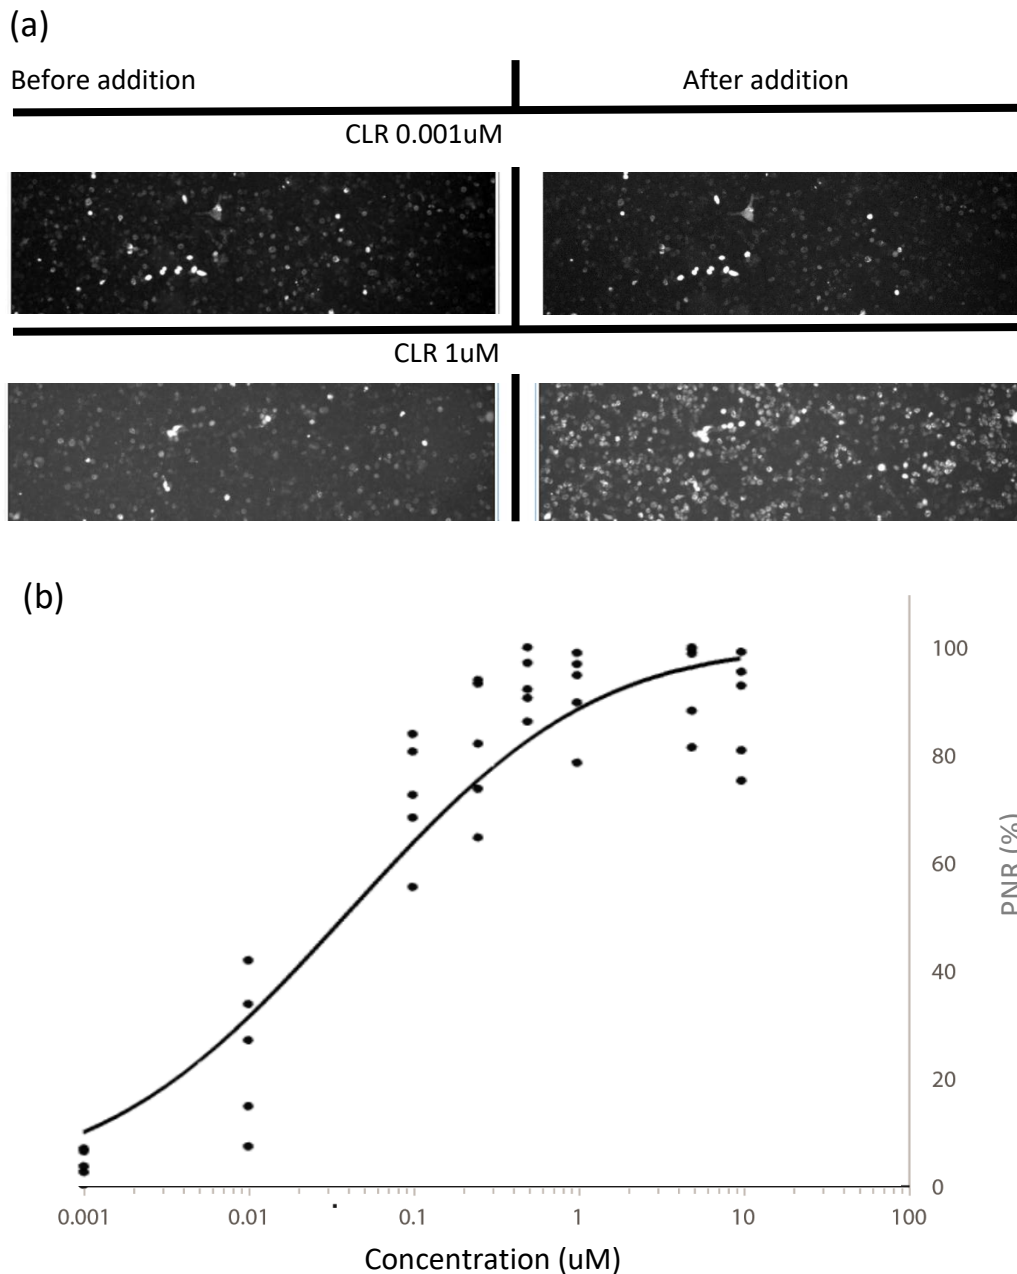 (a)
Before addition
After addition
CLR 0.001uM
CLR 1uM
(b)
100
80
60
40
20
0
PNR (%)
0.001 0.01 0.1 1 10 100
Concentration (uM)